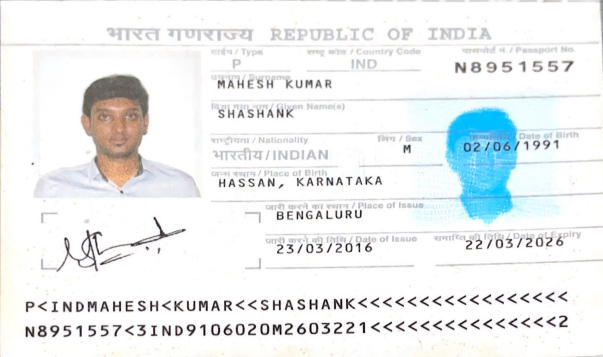 भारत गणराज्य REPUBLIC OF INDIA
टाईप / Type राष्ट्र कोड / Country Code पासपोर्ट नं. / Passport No.
P IND N8951557
उपनाम / Surname
MAHESH KUMAR
दिया गया नाम / Given Name(s)
SHASHANK
राष्ट्रीयता / Nationality लिंग / Sex जन्मतिथि / Date of Birth
भारतीय / INDIAN M 02/06/1991
जन्म स्थान / Place of Birth
HASSAN, KARNATAKA
जारी करने का स्थान / Place of Issue
BENGALURU
जारी करने की तिथि / Date of Issue समाप्ति की तिथि / Date of Expiry
23/03/2016 22/03/2026
P<INDMAHESH<KUMAR<<SHASHANK<<<<<<<<<<<<<<<<<
N8951557<3IND9106020M2603221<<<<<<<<<<<<<<<2